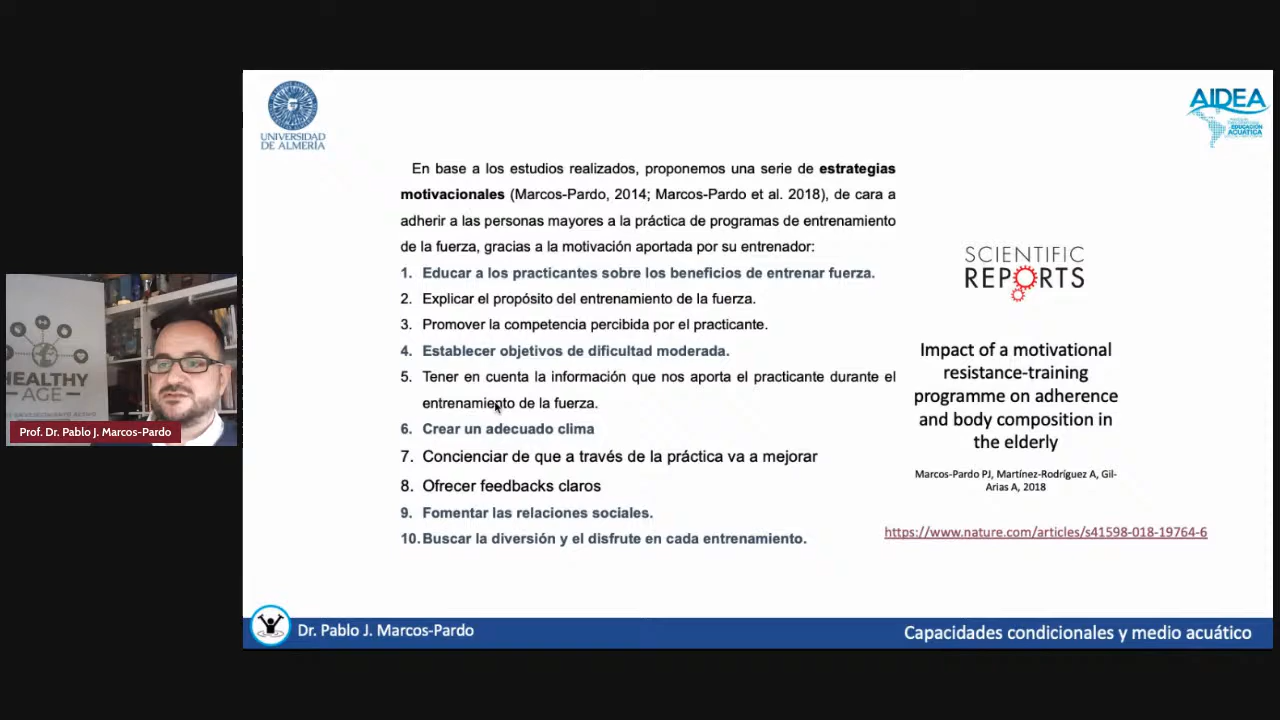 UNIVERSIDAD
DE ALMERÍA
AIDEA
EDUCACIÓN
ACUÁTICA
En base a los estudios realizados, proponemos una serie de estrategias
motivacionales (Marcos-Pardo, 2014; Marcos-Pardo et al. 2018), de cara a
adherir a las personas mayores a la práctica de programas de entrenamiento
de la fuerza, gracias a la motivación aportada por su entrenador:
1. Educar a los practicantes sobre los beneficios de entrenar fuerza.
2. Explicar el propósito del entrenamiento de la fuerza.
3. Promover la competencia percibida por el practicante.
4. Establecer objetivos de dificultad moderada.
5. Tener en cuenta la información que nos aporta el practicante durante el
entrenamiento de la fuerza.
6. Crear un adecuado clima
7. Concienciar de que a través de la práctica va a mejorar
8. Ofrecer feedbacks claros
9. Fomentar las relaciones sociales.
10. Buscar la diversión y el disfrute en cada entrenamiento.
SCIENTIFIC
REPORTS
Impact of a motivational
resistance-training
programme on adherence
and body composition in
the elderly
Marcos-Pardo PJ, Martínez-Rodríguez A, Gil-
Arias A, 2018
https://www.nature.com/articles/s41598-018-19764-6
HEALTHY
AGE
Prof. Dr. Pablo J. Marcos-Pardo
Dr. Pablo J. Marcos-Pardo
Capacidades condicionales y medio acuático